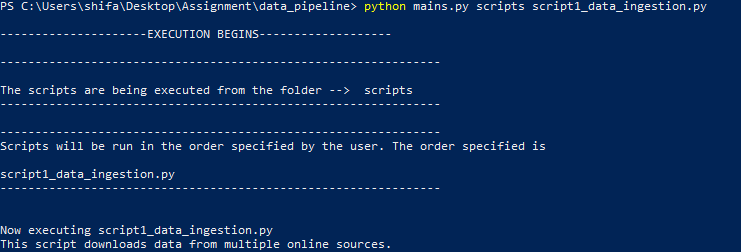 PS C:\Users\shifa\Desktop\Assignment\data_pipeline> python mains.py scripts script1_data_ingestion.py
---------------------EXECUTION BEGINS-------------------
---------------------------------------------------------------
The scripts are being executed from the folder -->  scripts
---------------------------------------------------------------
---------------------------------------------------------------
Scripts will be run in the order specified by the user. The order specified is
script1_data_ingestion.py
---------------------------------------------------------------
Now executing script1_data_ingestion.py
This script downloads data from multiple online sources.